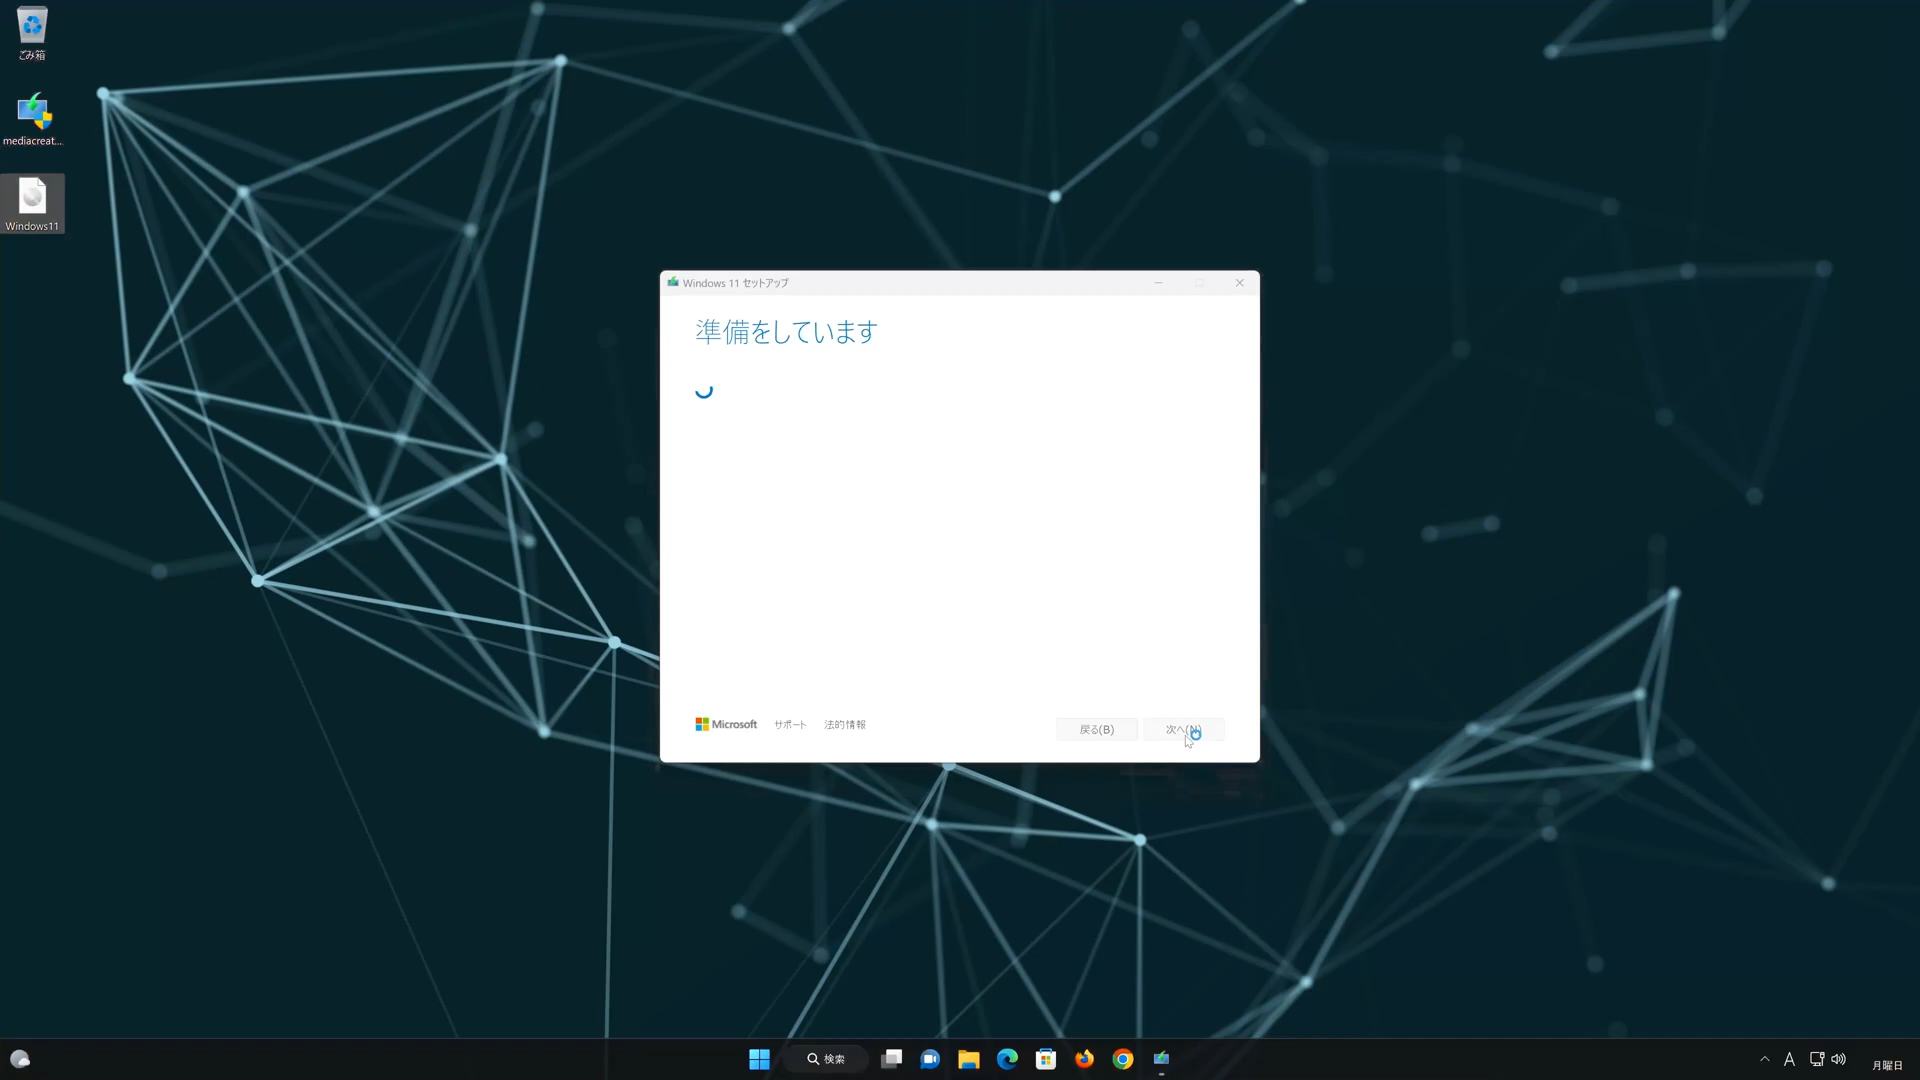 ごみ箱
mediacreat...
Windows11
Windows 11 セットアップ
準備をしています
Microsoft
サポート
法的情報
戻る(B)
次へ(N)
検索
A
月曜日